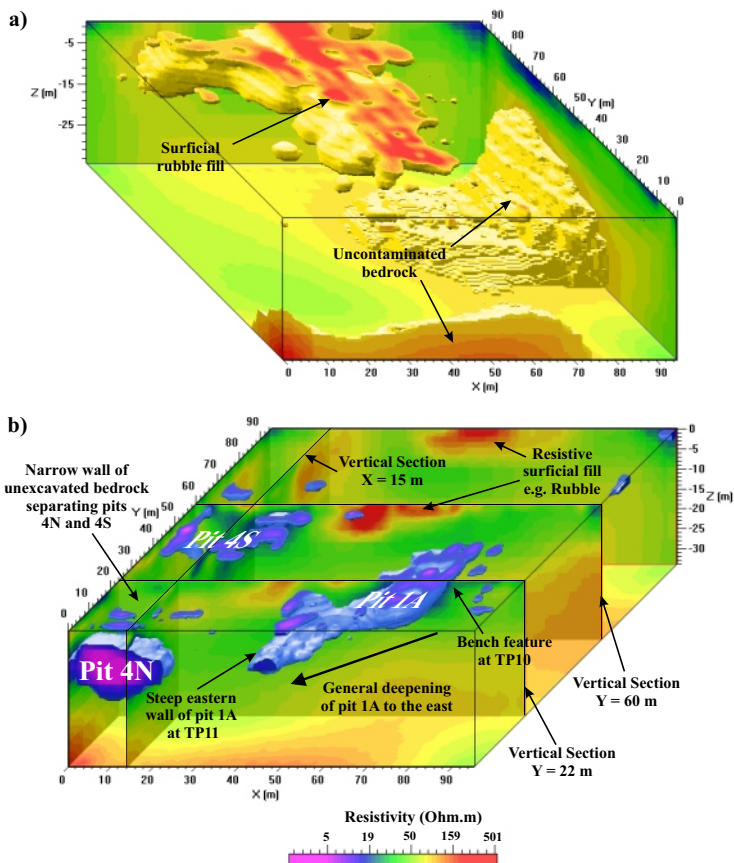 a)
-5
-15
-25
Z [m]
Surficial
rubble fill
Uncontaminated
bedrock
90
80
70
60
50
40
30
20
10
0
Y [m]
0 10 20 30 40 50 60 70 80 90
X [m]
b)
Narrow wall of
unexcavated bedrock
separating pits
4N and 4S
90
80
Y [m]
30
20
10
0
Vertical Section
X = 15 m
Resistive
surficial fill
e.g. Rubble
0
-5
-10
-15
-20
-25
-30
Z [m]
Pit 4S
Pit 1A
Pit 4N
Steep eastern
wall of pit 1A
at TP11
General deepening
of pit 1A to the east
Bench feature
at TP10
Vertical Section
Y = 60 m
Vertical Section
Y = 22 m
0 10 20 30 40 50 60 70 80 90
X [m]
Resistivity (Ohm.m)
5 19 50 159 501